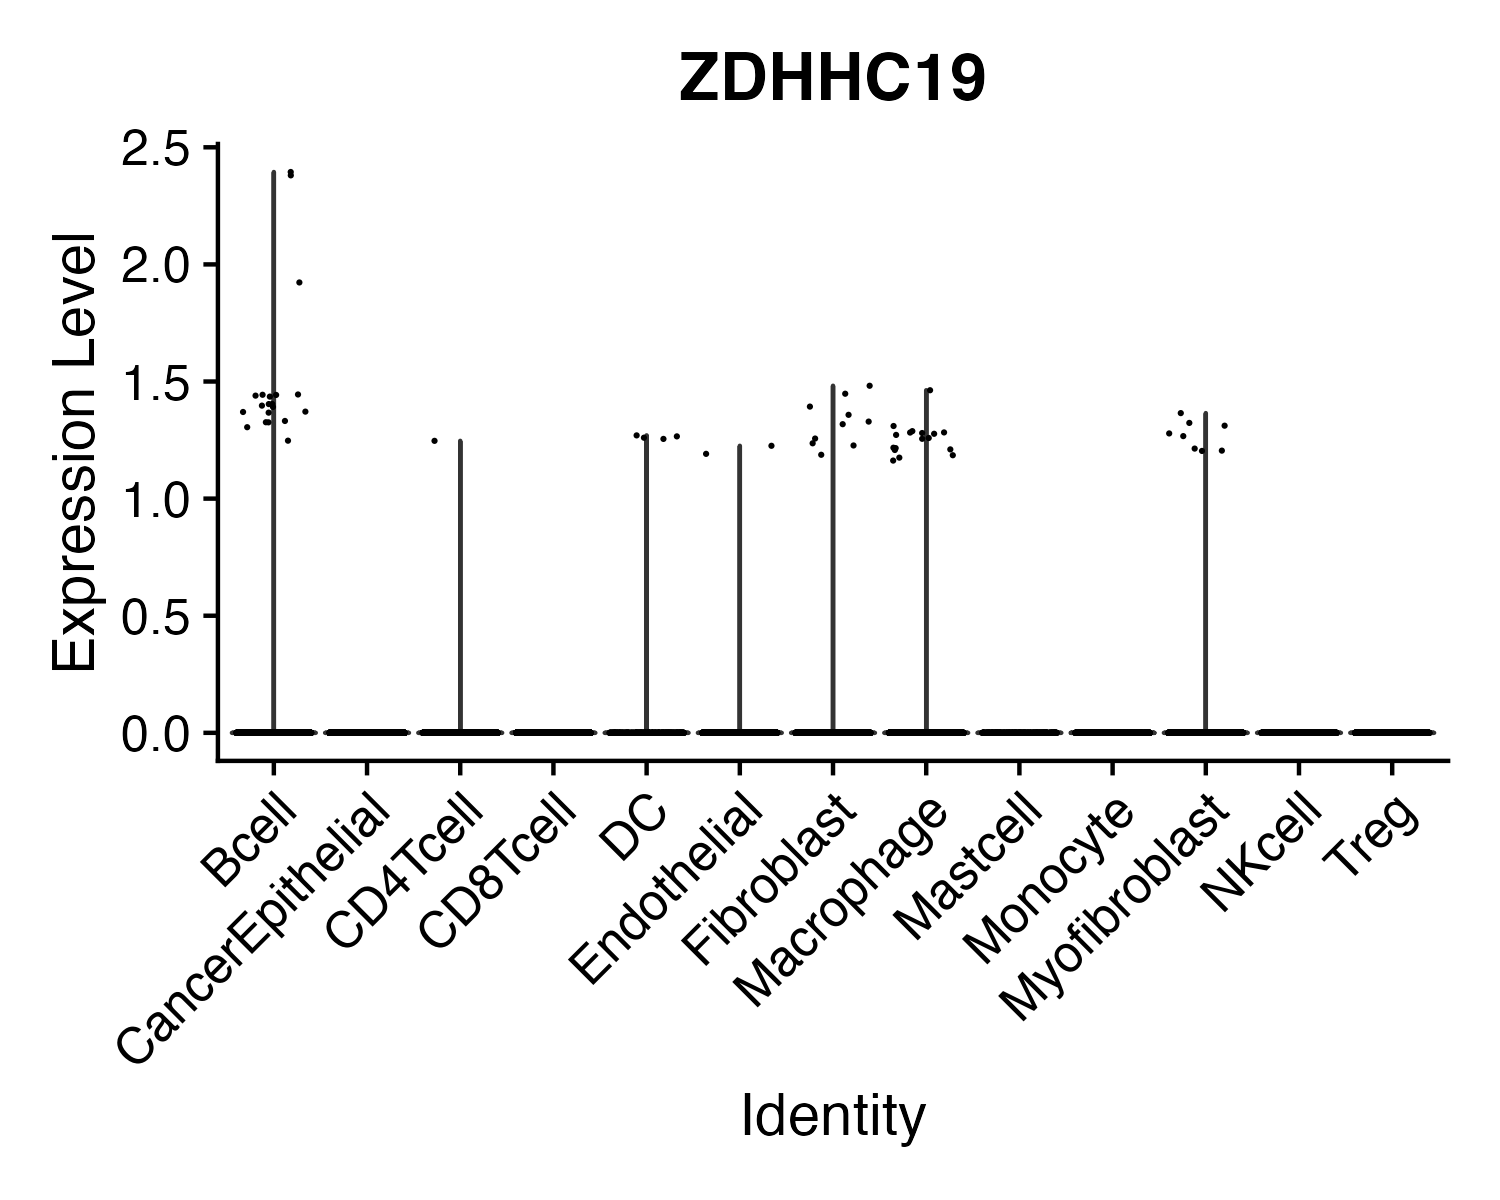 ZDHHC19
Expression Level
2.5
2.0
1.5
1.0
0.5
0.0
Bcell
CancerEpithelial
CD4Tcell
CD8Tcell
DC
Endothelial
Fibroblast
Macrophage
Mastcell
Monocyte
Myofibroblast
NKcell
Treg
Identity